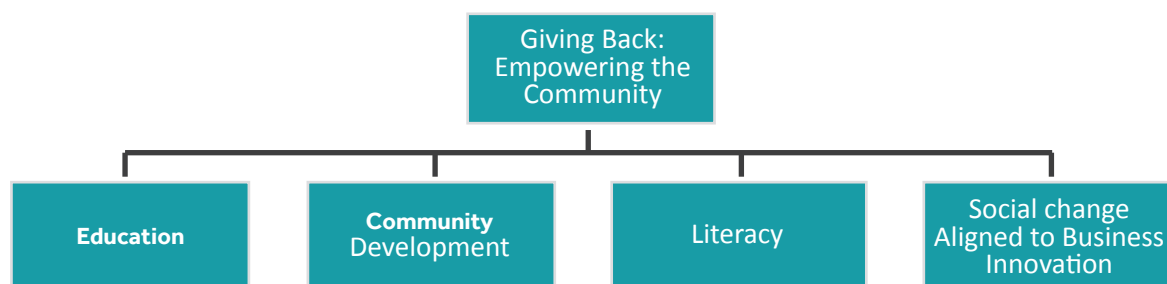 Giving Back:
Empowering the
Community
Education
Community
Development
Literacy
Social change
Aligned to Business
Innovation